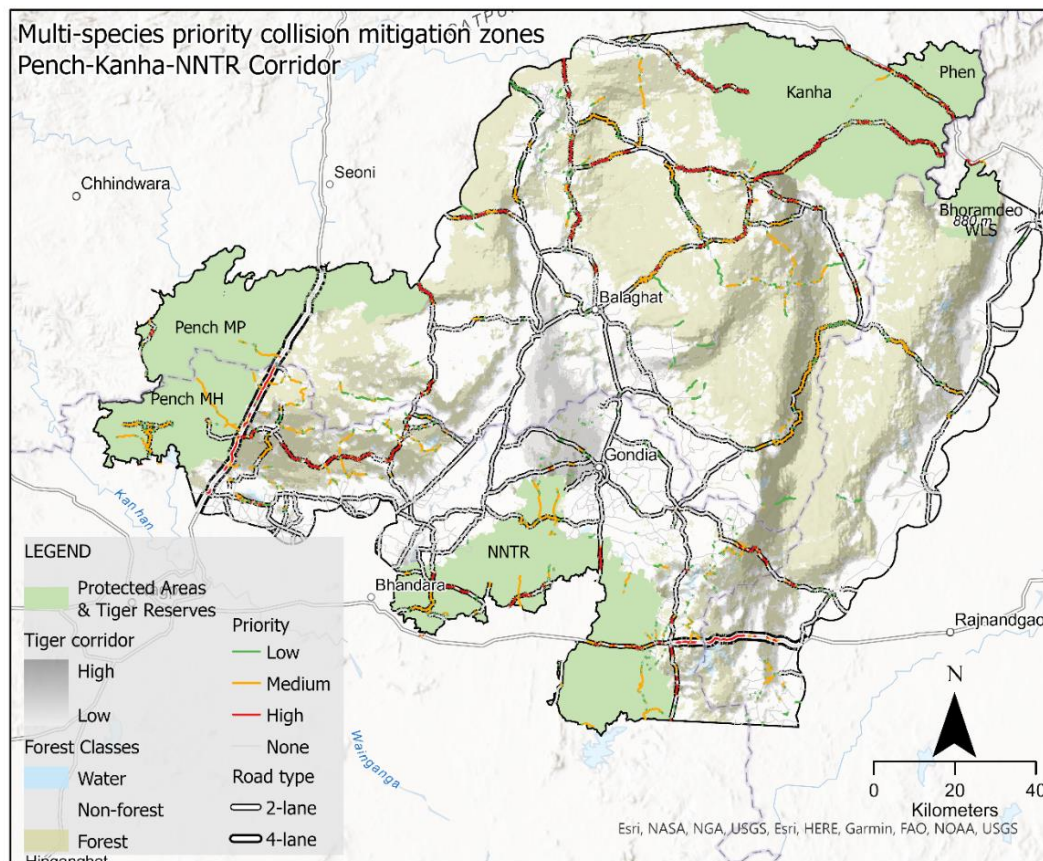 Multi-species priority collision mitigation zones
Pench-Kanha-NNTR Corridor
SATPU
Phen
Kanha
Seoni
Chhindwara
Bhoramdeo
WLS
880 m
Balaghat
Pench MP
Pench MH
Gondia
Kanhan
NNTR
Bhandara
Rajnandgao
Wainganga
LEGEND
Protected Areas
& Tiger Reserves
Tiger corridor
High
Low
Forest Classes
Water
Non-forest
Forest
Priority
Low
Medium
High
None
Road type
2-lane
4-lane
N
0 20 40
Kilometers
Esri, NASA, NGA, USGS, Esri, HERE, Garmin, FAO, NOAA, USGS
Hinganghat